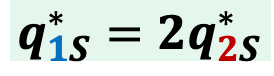 q*₁S = 2q*₂S